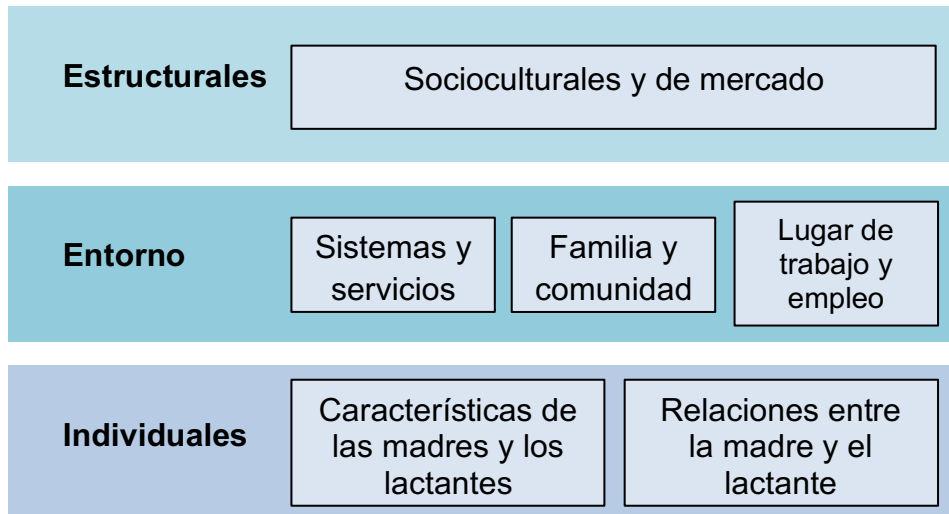 Estructurales
Socioculturales y de mercado
Entorno
Sistemas y
servicios
Familia y
comunidad
Lugar de
trabajo y
empleo
Individuales
Características de
las madres y los
lactantes
Relaciones entre
la madre y el
lactante